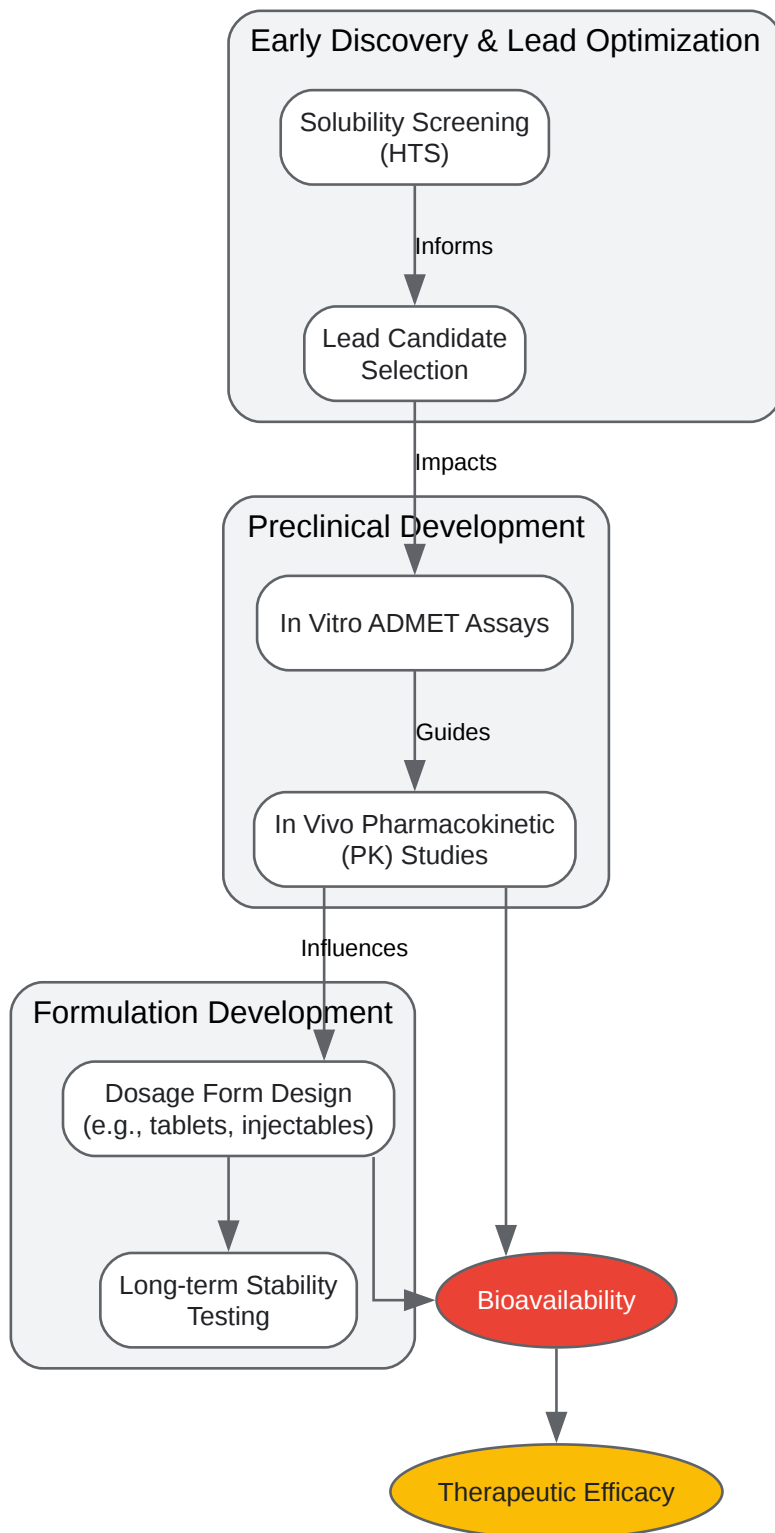 Early Discovery & Lead Optimization
Solubility Screening
(HTS)
Informs
Lead Candidate
Selection
Impacts
Preclinical Development
In Vitro ADMET Assays
Guides
In Vivo Pharmacokinetic
(PK) Studies
Influences
Formulation Development
Dosage Form Design
(e.g., tablets, injectables)
Long-term Stability
Testing
Bioavailability
Therapeutic Efficacy